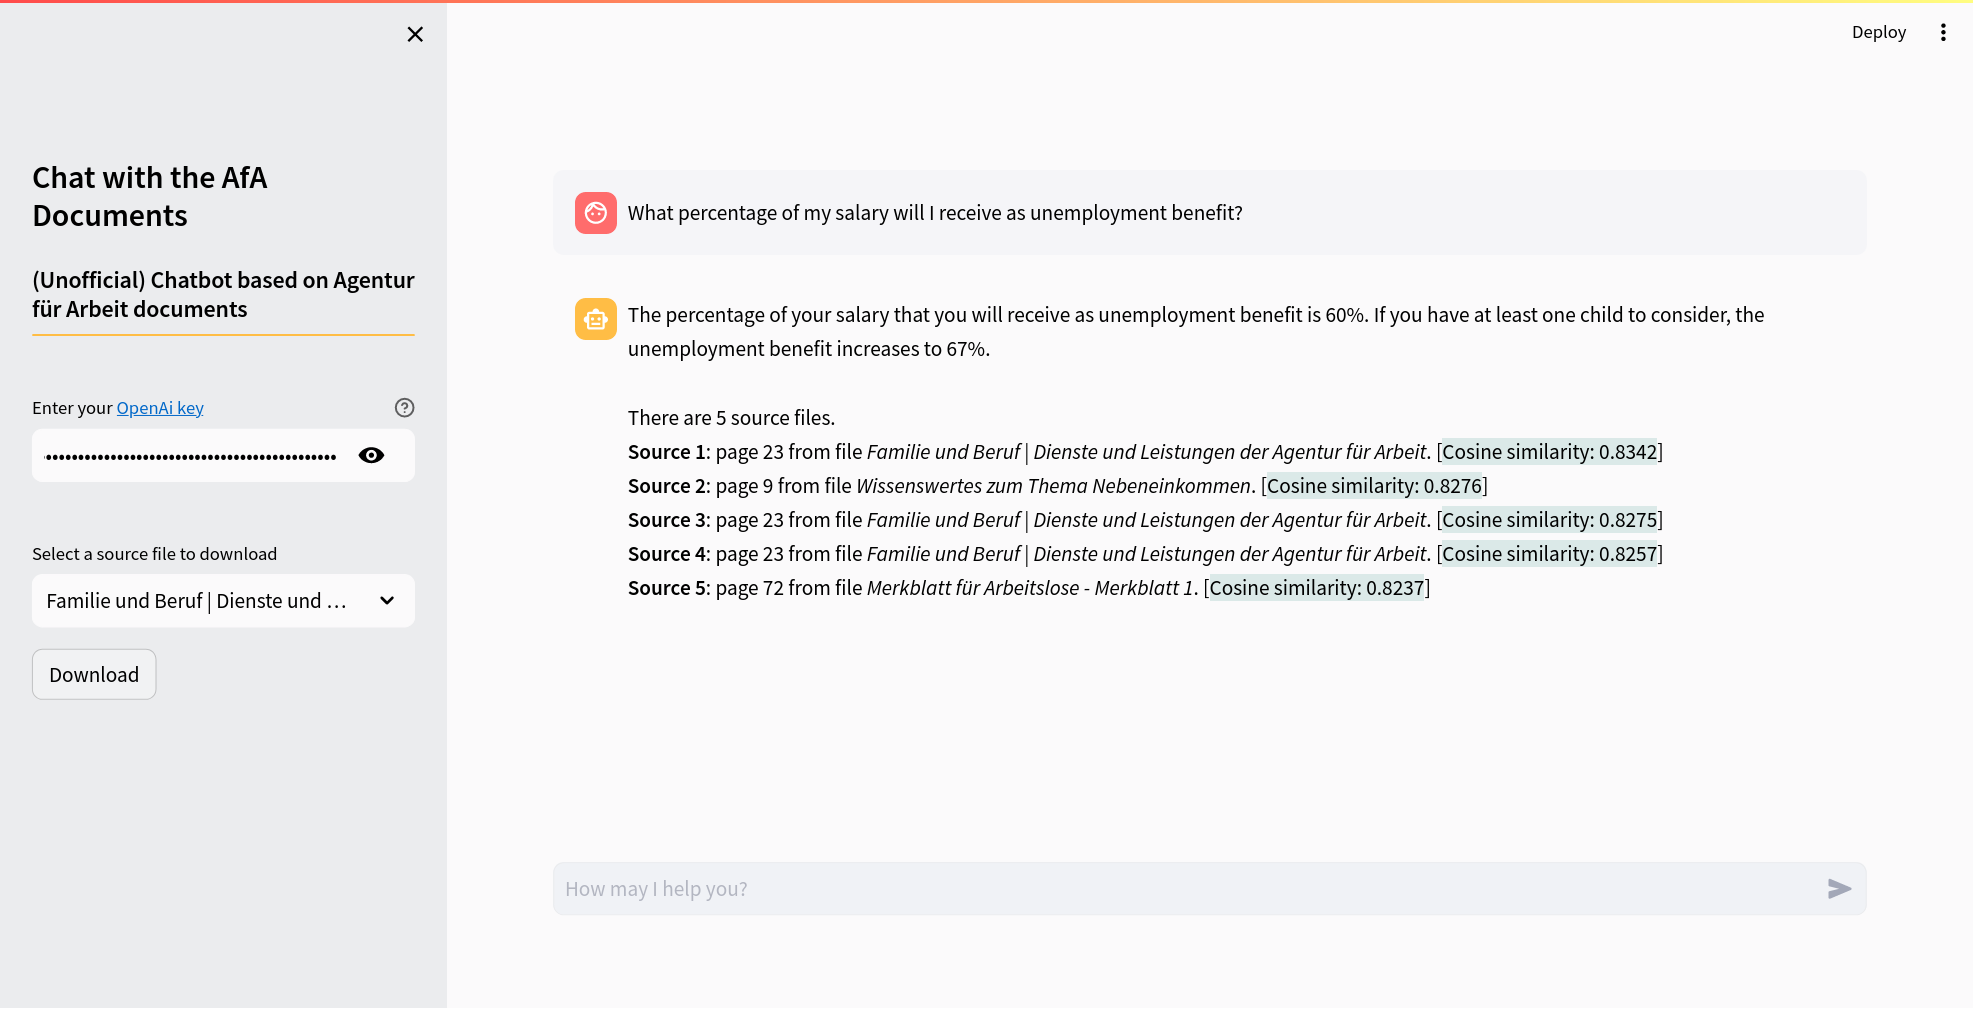 Deploy
Chat with the AfA
Documents
(Unofficial) Chatbot based on Agentur
für Arbeit documents
Enter your OpenAi key
Select a source file to download
Familie und Beruf | Dienste und ...
Download
What percentage of my salary will I receive as unemployment benefit?
The percentage of your salary that you will receive as unemployment benefit is 60%. If you have at least one child to consider, the
unemployment benefit increases to 67%.
There are 5 source files.
Source 1: page 23 from file Familie und Beruf | Dienste und Leistungen der Agentur für Arbeit. [Cosine similarity: 0.8342]
Source 2: page 9 from file Wissenswertes zum Thema Nebeneinkommen. [Cosine similarity: 0.8276]
Source 3: page 23 from file Familie und Beruf | Dienste und Leistungen der Agentur für Arbeit. [Cosine similarity: 0.8275]
Source 4: page 23 from file Familie und Beruf | Dienste und Leistungen der Agentur für Arbeit. [Cosine similarity: 0.8257]
Source 5: page 72 from file Merkblatt für Arbeitslose - Merkblatt 1. [Cosine similarity: 0.8237]
How may I help you?